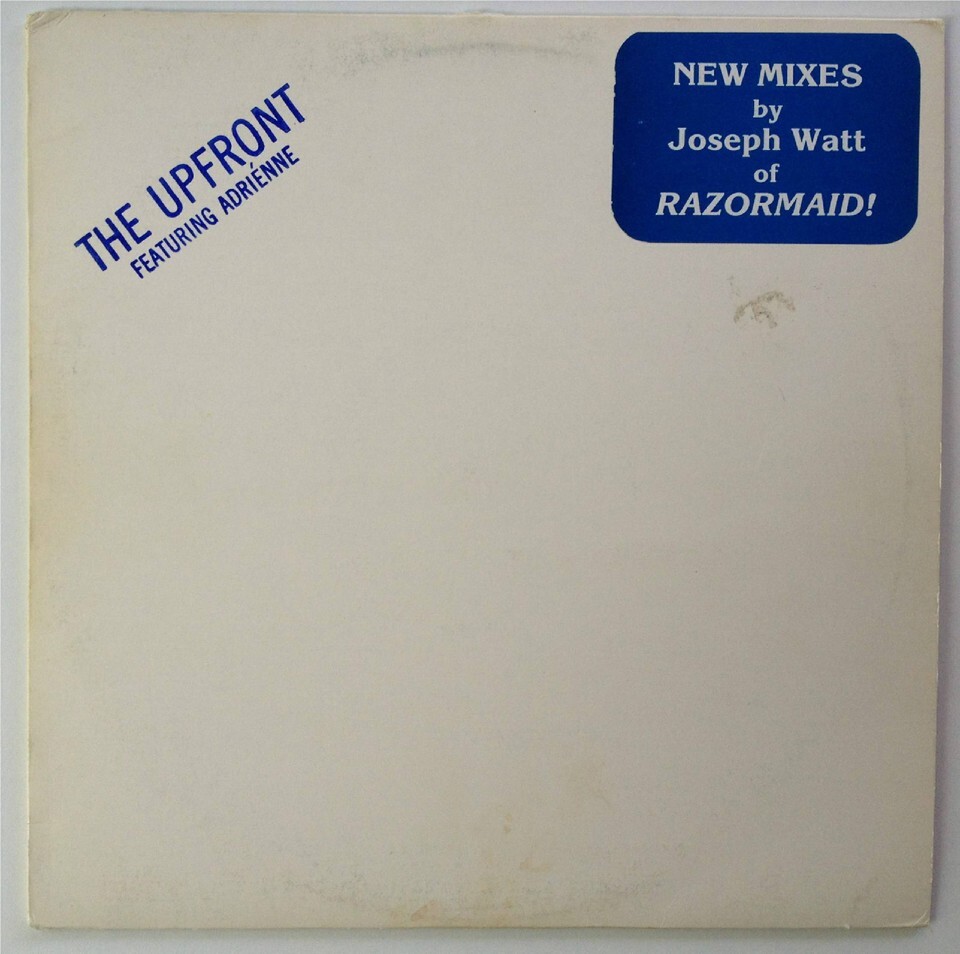 THE UPFRONT
FEATURING ADRIÉNNE
NEW MIXES
by
Joseph Watt
of
RAZORMAID!